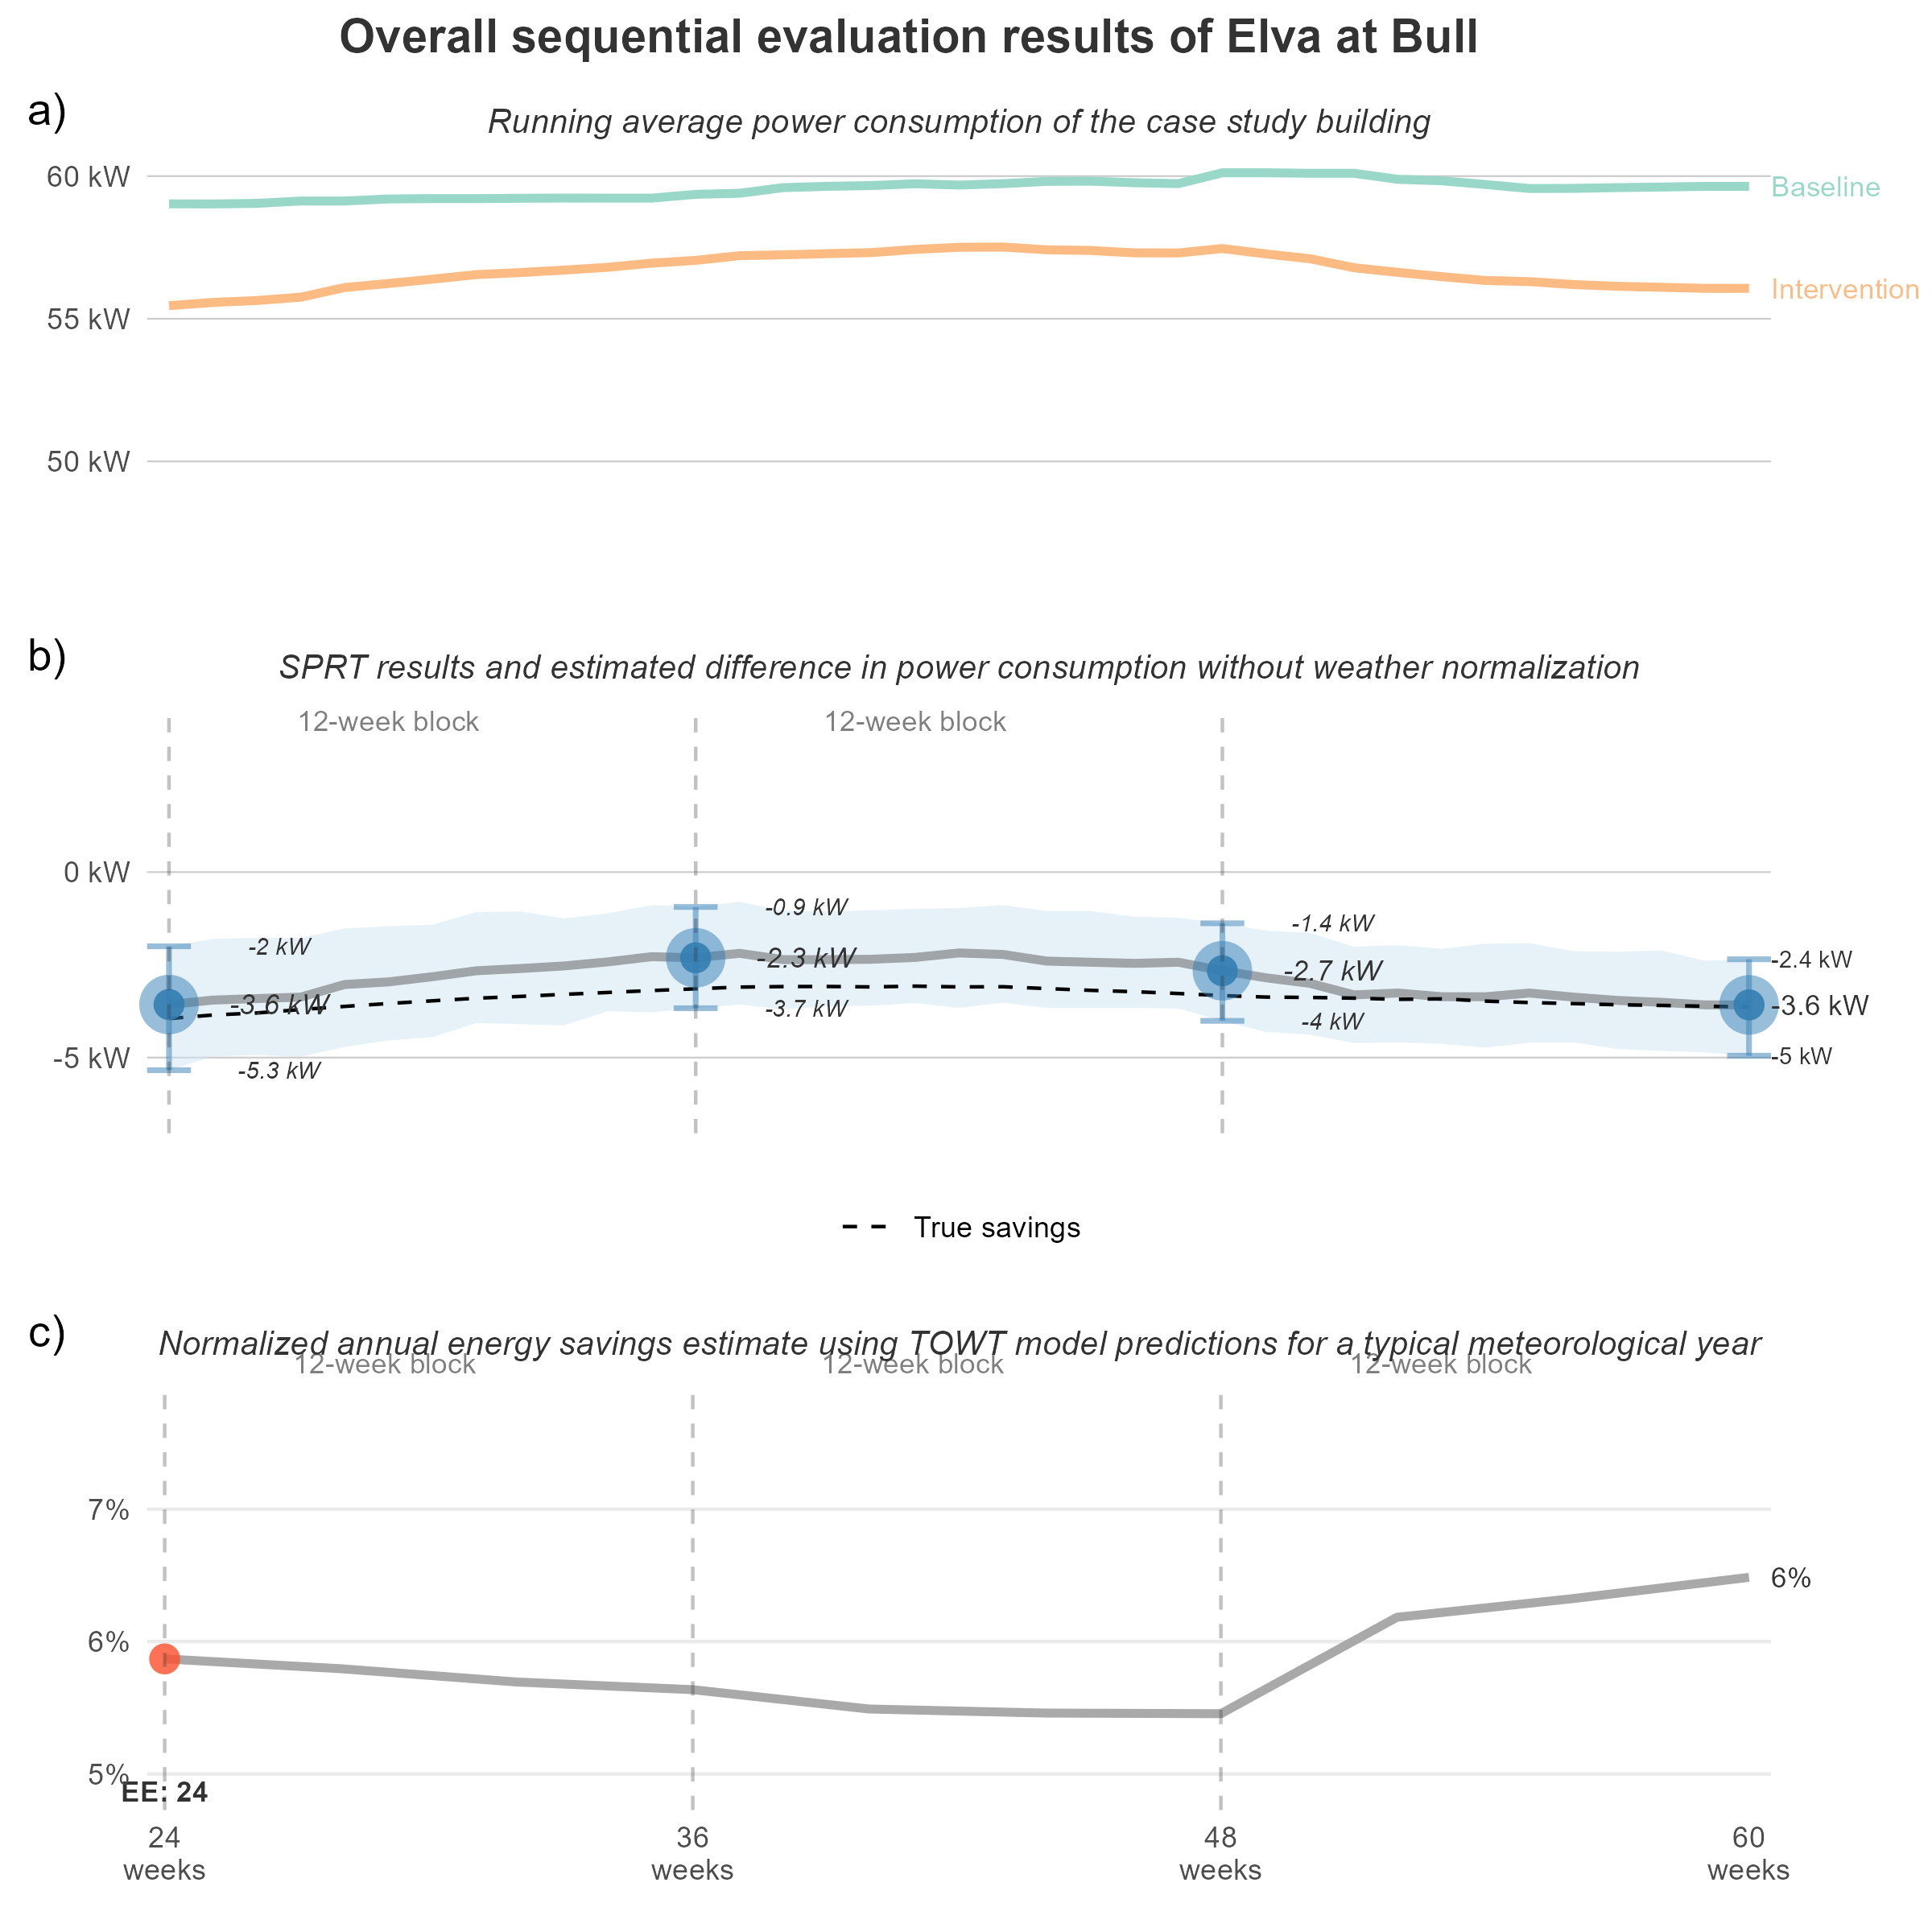 Overall sequential evaluation results of Elva at Bull
a)
Running average power consumption of the case study building
60 kW
Baseline
Intervention
55 kW
50 kW
b)
SPRT results and estimated difference in power consumption without weather normalization
12-week block
12-week block
0 kW
-0.9 kW
-1.4 kW
-2 kW
-2.3 kW
-2.4 kW
-2.7 kW
-3.6 kW
-3.6 kW
-3.7 kW
-4 kW
-5 kW
-5 kW
-5.3 kW
True savings
c)
Normalized annual energy savings estimate using TOWT model predictions for a typical meteorological year
12-week block
12-week block
12-week block
7%
6%
6%
5%
EE: 24
24
weeks
36
weeks
48
weeks
60
weeks